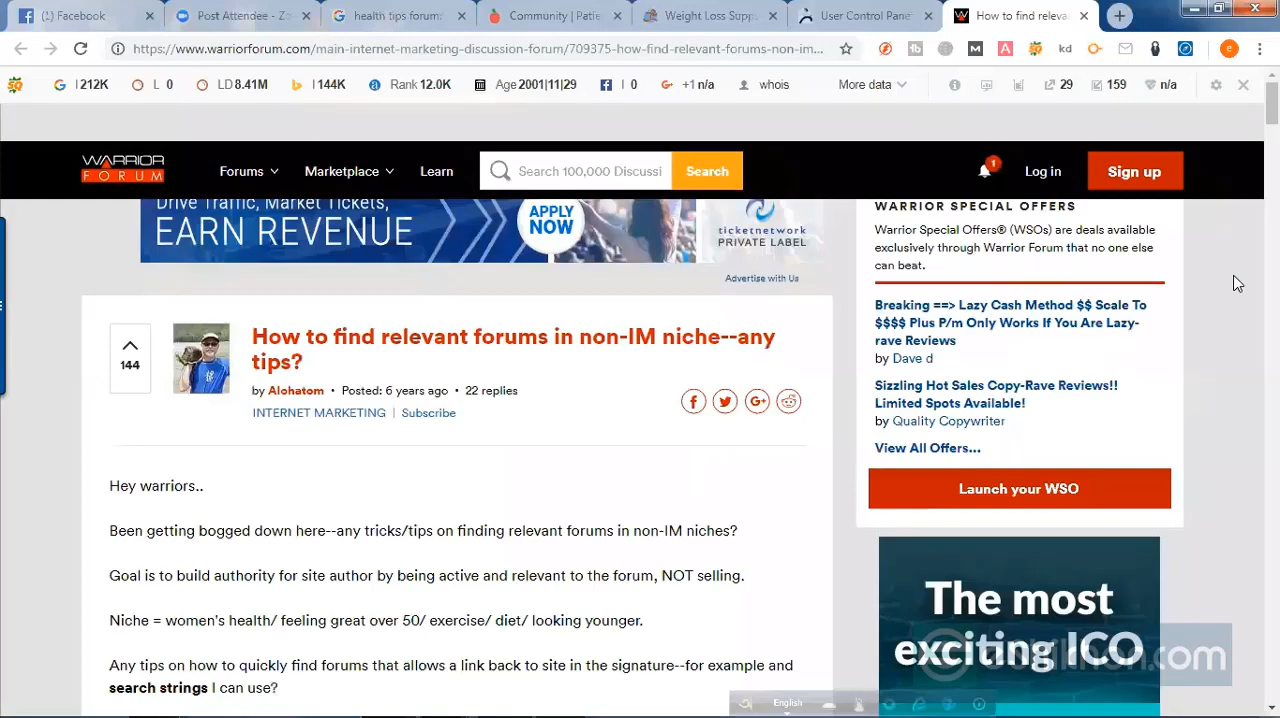 () Facebook
Post Attendee - Zo
health tips forum:
Community | Patie
Weight Loss Supp
User Control Pane
How to find releva
https://www.warriorforum.com/main-internet-marketing-discussion-forum/709375-how-find-relevant-forums-non-im...
I 212K
L 0
LD 8.41M
I 144K
Rank 12.0K
Age 2001|11|29
I 0
+1 n/a
whois
More data
29
159
n/a
WARRIOR FORUM
Forums
Marketplace
Learn
Search 100,000 Discussi
Search
1
Log in
Sign up
Drive Traffic, Market Tickets,
EARN REVENUE
APPLY NOW
ticketnetwork
PRIVATE LABEL
Advertise with Us
WARRIOR SPECIAL OFFERS
Warrior Special Offers® (WSOs) are deals available
exclusively through Warrior Forum that no one else
can beat.
Breaking ==> Lazy Cash Method $$ Scale To
$$$$ Plus P/m Only Works If You Are Lazy-
rave Reviews
by Dave d
Sizzling Hot Sales Copy-Rave Reviews!!
Limited Spots Available!
by Quality Copywriter
View All Offers...
Launch your WSO
The most
exciting ICO
144
How to find relevant forums in non-IM niche--any
tips?
by Alohatom • Posted: 6 years ago • 22 replies
INTERNET MARKETING | Subscribe
Hey warriors..
Been getting bogged down here--any tricks/tips on finding relevant forums in non-IM niches?
Goal is to build authority for site author by being active and relevant to the forum, NOT selling.
Niche = women's health/ feeling great over 50/ exercise/ diet/ looking younger.
Any tips on how to quickly find forums that allows a link back to site in the signature--for example and
search strings I can use?
English